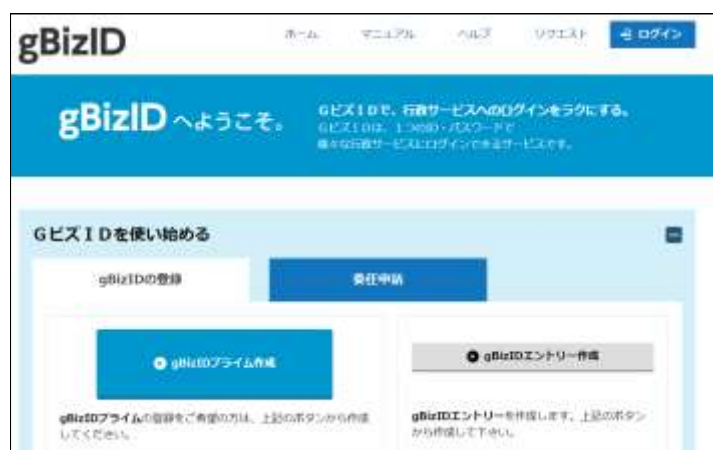 gBizID
ホーム マニュアル ヘルプ リクエスト ログイン
gBizIDへようこそ。
GビズIDで、行政サービスへのログインをラクにする。
GビズIDは、1つのID・パスワードで
様々な行政サービスにログインできるサービスです。
GビズIDを使い始める
gBizIDの登録 委任申請
gBizIDプライム作成
gBizIDエントリー作成
gBizIDプライムの登録をご希望の方は、上記のボタンから作成
してください。
gBizIDエントリーを作成します。上記のボタン
から作成して下さい。